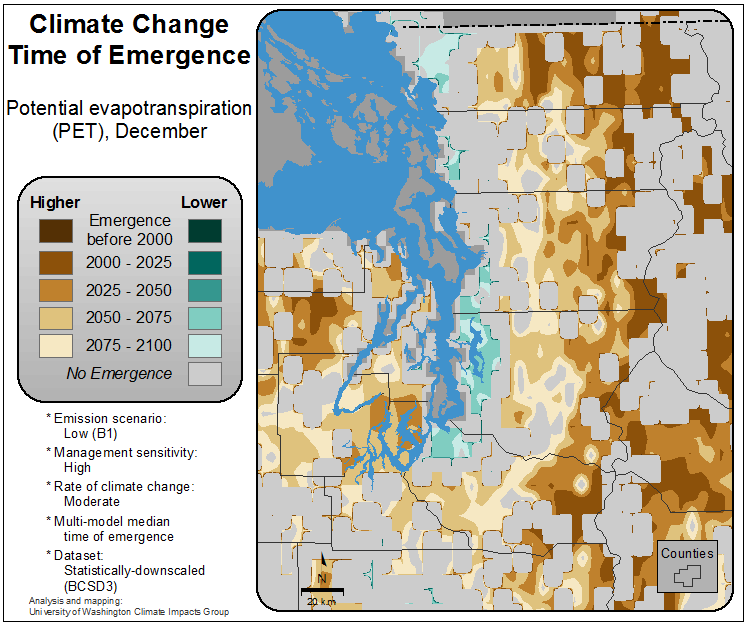 Climate Change
Time of Emergence
Potential evapotranspiration
(PET), December
Higher Lower
Emergence
before 2000
2000 - 2025
2025 - 2050
2050 - 2075
2075 - 2100
No Emergence
* Emission scenario:
Low (B1)
* Management sensitivity:
High
* Rate of climate change:
Moderate
* Multi-model median
time of emergence
* Dataset:
Statistically-downscaled
(BCSD3)
Analysis and mapping:
University of Washington Climate Impacts Group
N
20 km
Counties